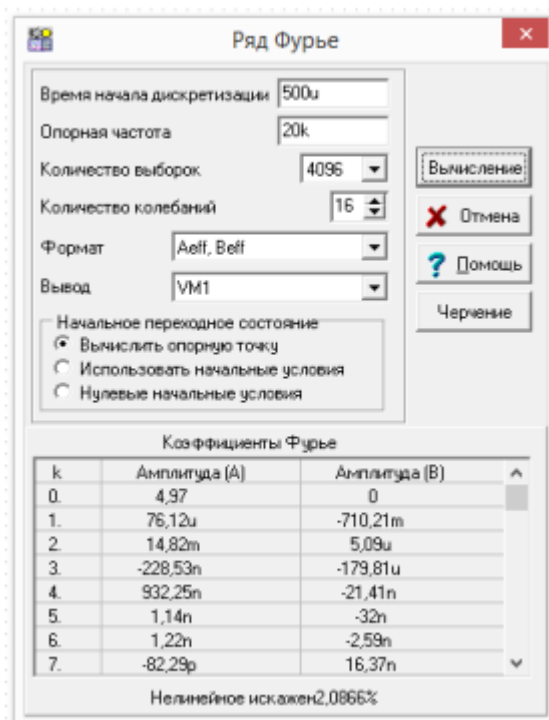 Ряд Фурье
Время начала дискретизации 500u
Опорная частота 20k
Количество выборок 4096
Количество колебаний 16
Формат Aeff, Beff
Вывод VM1
Начальное переходное состояние
Вычислить опорную точку
Использовать начальные условия
Нулевые начальные условия
Вычисление
Отмена
Помощь
Черчение
Коэффициенты Фурье
k Амплитуда (A) Амплитуда (B)
0. 4,97 0
1. 76,12u -710,21m
2. 14,82m 5,09u
3. -228,53n -179,81u
4. 932,25n -21,41n
5. 1,14n -32n
6. 1,22n -2,59n
7. -82,29p 16,37n
Нелинейное искажен2,0866%